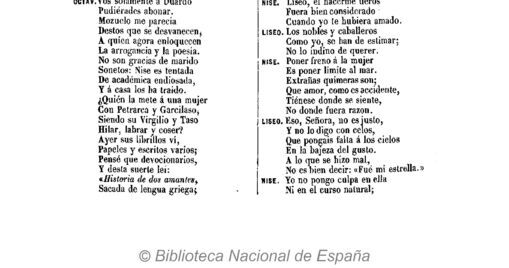 OCTAV. Vos solamente á Duardo
Pudiérades abonar.
Mozuelo me parecia
Destos que se desvanecen,
A quien agora enloquecen
La arrogancia y la poesía.
No son gracias de marido
Sonetos: Nise es tentada
De académica endiosada,
Y á casa los ha traido.
¿Quién la mete á una mujer
Con Petrarca y Garcilaso,
Siendo su Virgilio y Taso
Hilar, labrar y coser?
Ayer sus librillos ví,
Papeles y escritos varios;
Pensé que devocionarios,
Y desta suerte lei:
«Historia de dos amantes,
Sacada de lengua griega;
NISE. Liseo, el hacerme fieros
Fuera bien considerado
Cuando yo te hubiera amado.
LISEO. Los nobles y caballeros
Como yo, se han de estimar;
No lo indino de querer.
NISE. Poner freno á la mujer
Es poner límite al mar.
Extrañas quimeras son;
Que amor, como es accidente,
Tiénese donde se siente,
No donde fuera razon.
LISEO. Eso, Señora, no es justo,
Y no lo digo con celos,
Que pongais falta á los cielos
En la bajeza del gusto.
A lo que se hizo mal,
No es bien decir: «Fué mi estrella.»
NISE. Yo no pongo culpa en ella
Ni en el curso natural;
© Biblioteca Nacional de España